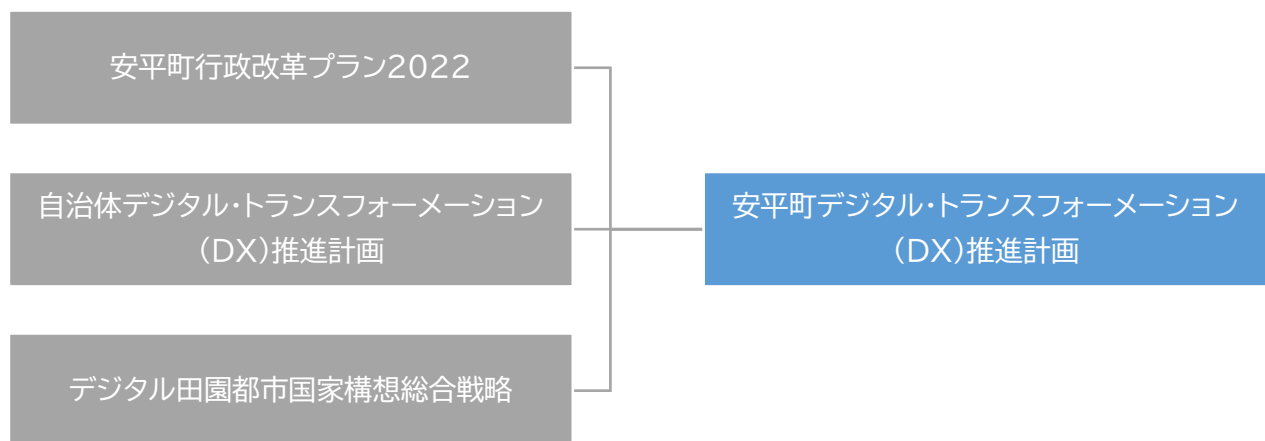 安平町行政改革プラン2022
自治体デジタル・トランスフォーメーション
（DX）推進計画
安平町デジタル・トランスフォーメーション
（DX）推進計画
デジタル田園都市国家構想総合戦略